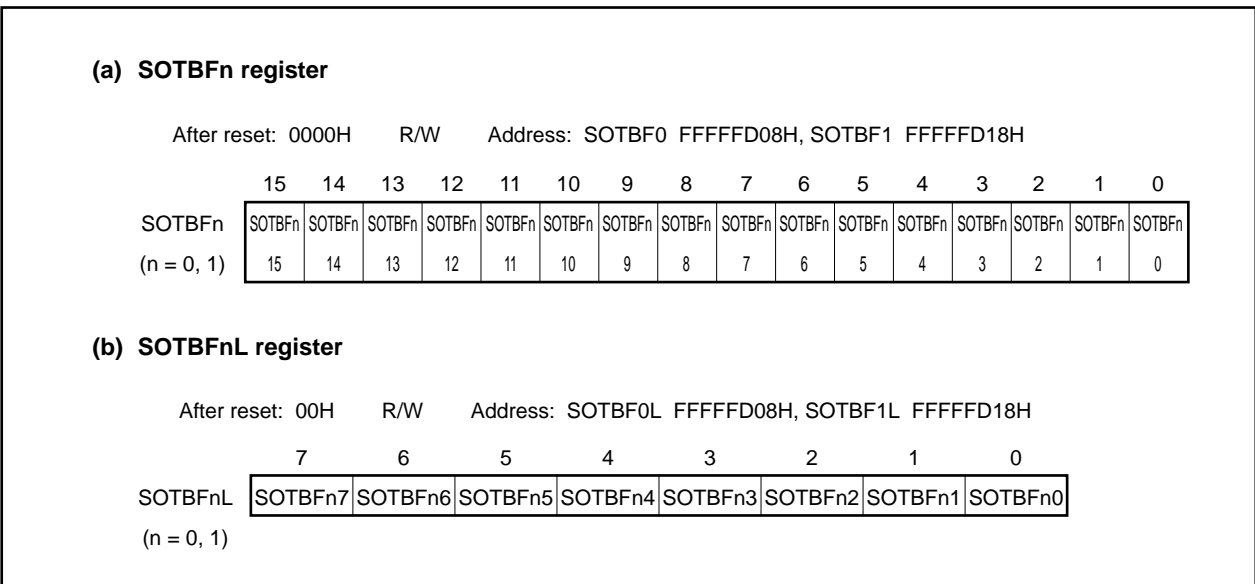 (a) SOTBFn register
After reset: 0000H R/W Address: SOTBF0 FFFFFD08H, SOTBF1 FFFFFD18H
15 14 13 12 11 10 9 8 7 6 5 4 3 2 1 0
SOTBFn SOTBFn SOTBFn SOTBFn SOTBFn SOTBFn SOTBFn SOTBFn SOTBFn SOTBFn SOTBFn SOTBFn SOTBFn SOTBFn SOTBFn SOTBFn SOTBFn
(n = 0, 1) 15 14 13 12 11 10 9 8 7 6 5 4 3 2 1 0
(b) SOTBFnL register
After reset: 00H R/W Address: SOTBF0L FFFFFD08H, SOTBF1L FFFFFD18H
7 6 5 4 3 2 1 0
SOTBFnL SOTBFn7 SOTBFn6 SOTBFn5 SOTBFn4 SOTBFn3 SOTBFn2 SOTBFn1 SOTBFn0
(n = 0, 1)